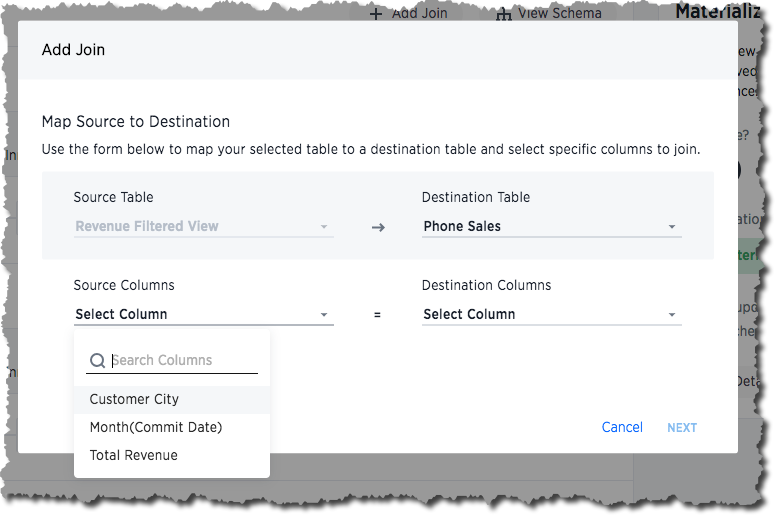 Add Join View Schema Materializ
Add Join
Map Source to Destination
Use the form below to map your selected table to a destination table and select specific columns to join.
Source Table Destination Table
Revenue Filtered View → Phone Sales
Source Columns Destination Columns
Select Column = Select Column
Search Columns
Customer City
Month(Commit Date)
Total Revenue
Cancel NEXT